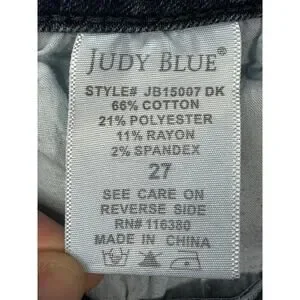 JUDY BLUE®
STYLE# JB15007 DK
66% COTTON
21% POLYESTER
11% RAYON
2% SPANDEX
27
SEE CARE ON
REVERSE SIDE
RN# 116380
MADE IN CHINA